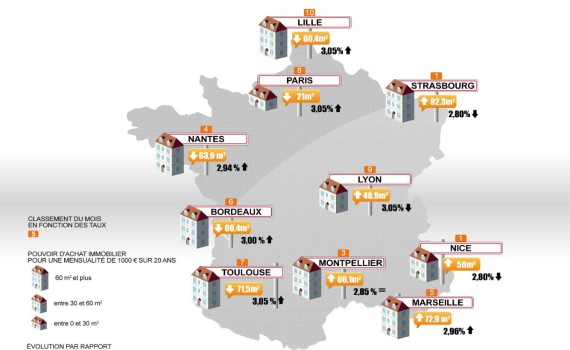 10
LILLE
60.4m²
3,05%
8
PARIS
21m²
3,05%
1
STRASBOURG
82.3m²
2,80%
4
NANTES
63.9 m²
2,94 %
9
LYON
48.9m²
3,05%
6
BORDEAUX
60.4m²
3,00 %
7
TOULOUSE
71.5m²
3,05 %
3
MONTPELLIER
2,85 % =
1
NICE
50m²
2,80%
5
MARSEILLE
72.9 m²
2,96%
CLASSEMENT DU MOIS
EN FONCTION DES TAUX
5
POUVOIR D'ACHAT IMMOBILIER
POUR UNE MENSUALITÉ DE 1000 € SUR 20 ANS
60 m² et plus
entre 30 et 60 m²
entre 0 et 30 m²
ÉVOLUTION PAR RAPPORT